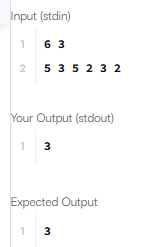 Input (stdin)
1 6 3
2 5 3 5 2 3 2
Your Output (stdout)
1 3
Expected Output
1 3